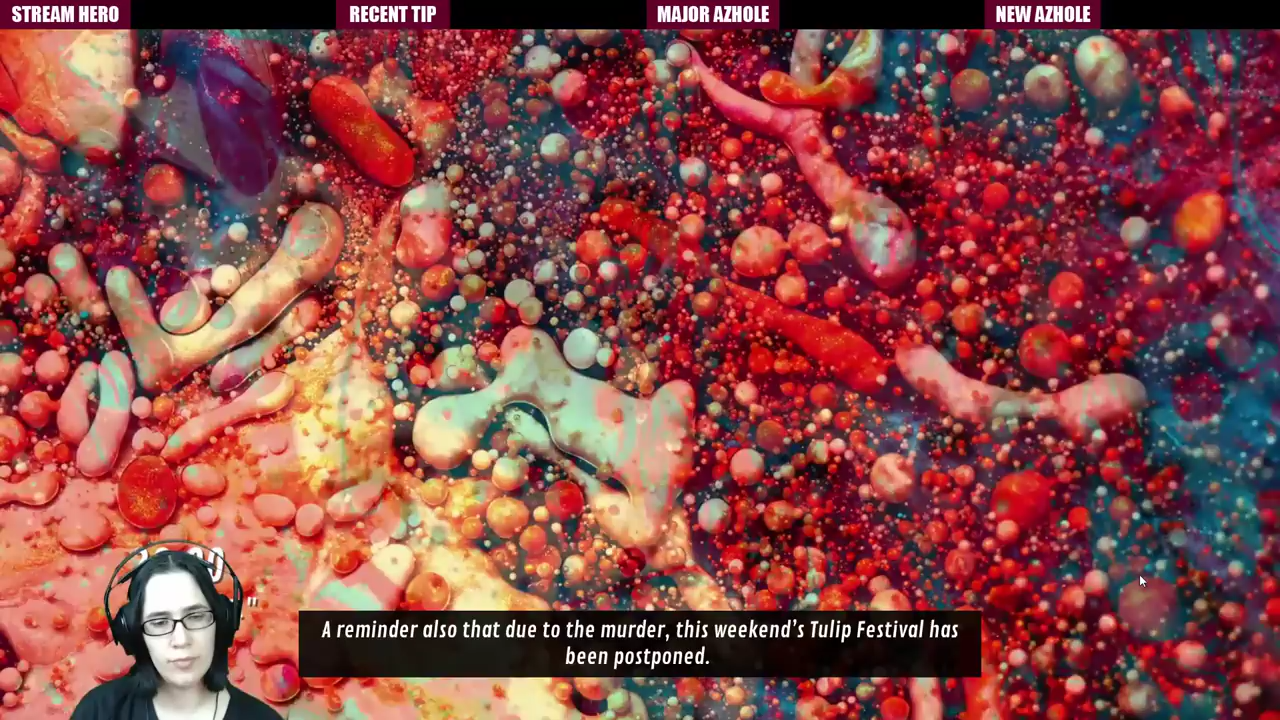 STREAM HERO
RECENT TIP
MAJOR AZHOLE
NEW AZHOLE
"
A reminder also that due to the murder, this weekend's Tulip Festival has
been postponed.